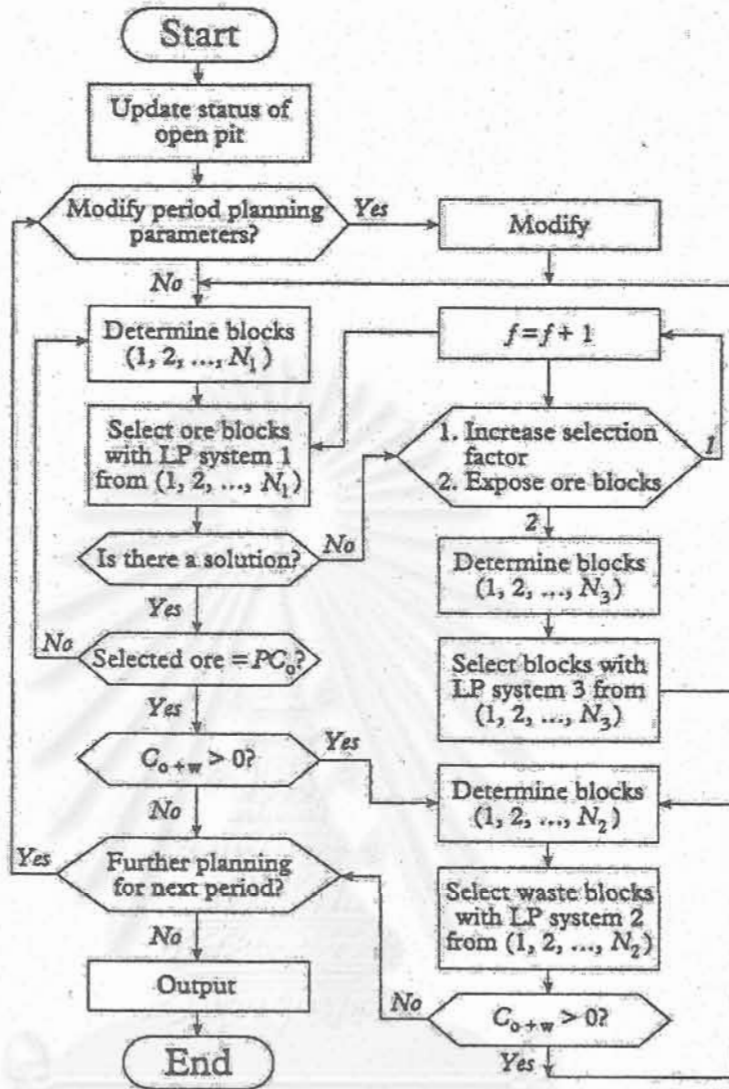 Start
Update status of
open pit
Modify period planning
parameters?
Yes
Modify
No
Determine blocks
(1, 2, ..., N₁)
f = f + 1
Select ore blocks
with LP system 1
from (1, 2, ..., N₁)
1. Increase selection
factor
2. Expose ore blocks
1
2
Is there a solution?
No
Yes
Determine blocks
(1, 2, ..., N₃)
No
Selected ore = PCₒ?
Yes
Select blocks with
LP system 3 from
(1, 2, ..., N₃)
C o + w > 0?
Yes
No
Determine blocks
(1, 2, ..., N₂)
Yes
Further planning
for next period?
No
Select waste blocks
with LP system 2
from (1, 2, ..., N₂)
Output
No
C o + w > 0?
Yes
End